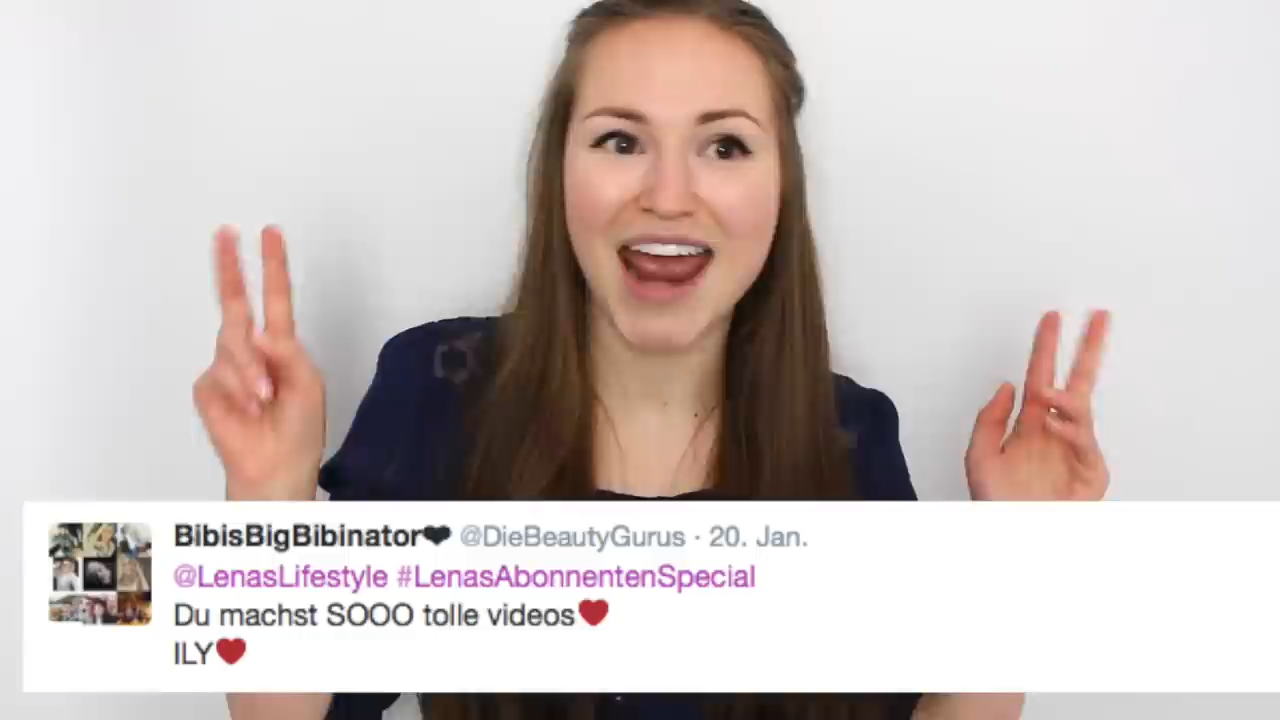 BibisBigBibinator❤ @DieBeautyGurus · 20. Jan.
@LenasLifestyle #LenasAbonnentenSpecial
Du machst SOOO tolle videos❤
ILY❤